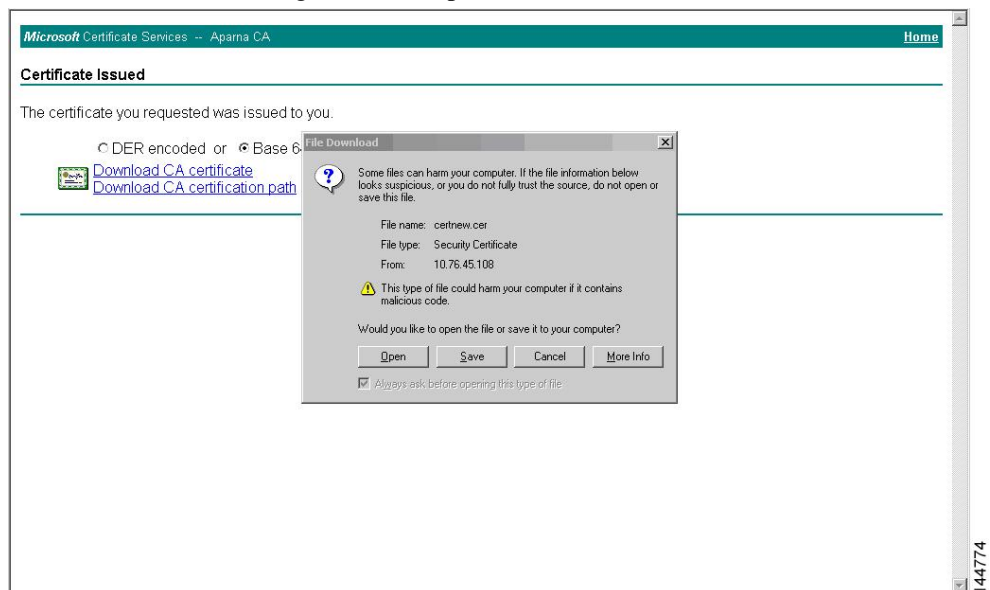 Microsoft Certificate Services -- Aparna CA Home
Certificate Issued
The certificate you requested was issued to you.
DER encoded or Base 6
Download CA certificate
Download CA certification path
File Download
Some files can harm your computer. If the file information below
looks suspicious, or you do not fully trust the source, do not open or
save this file.
File name: certnew.cer
File type: Security Certificate
From: 10.76.45.108
This type of file could harm your computer if it contains
malicious code.
Would you like to open the file or save it to your computer?
Open Save Cancel More Info
Always ask before opening this type of file
144774